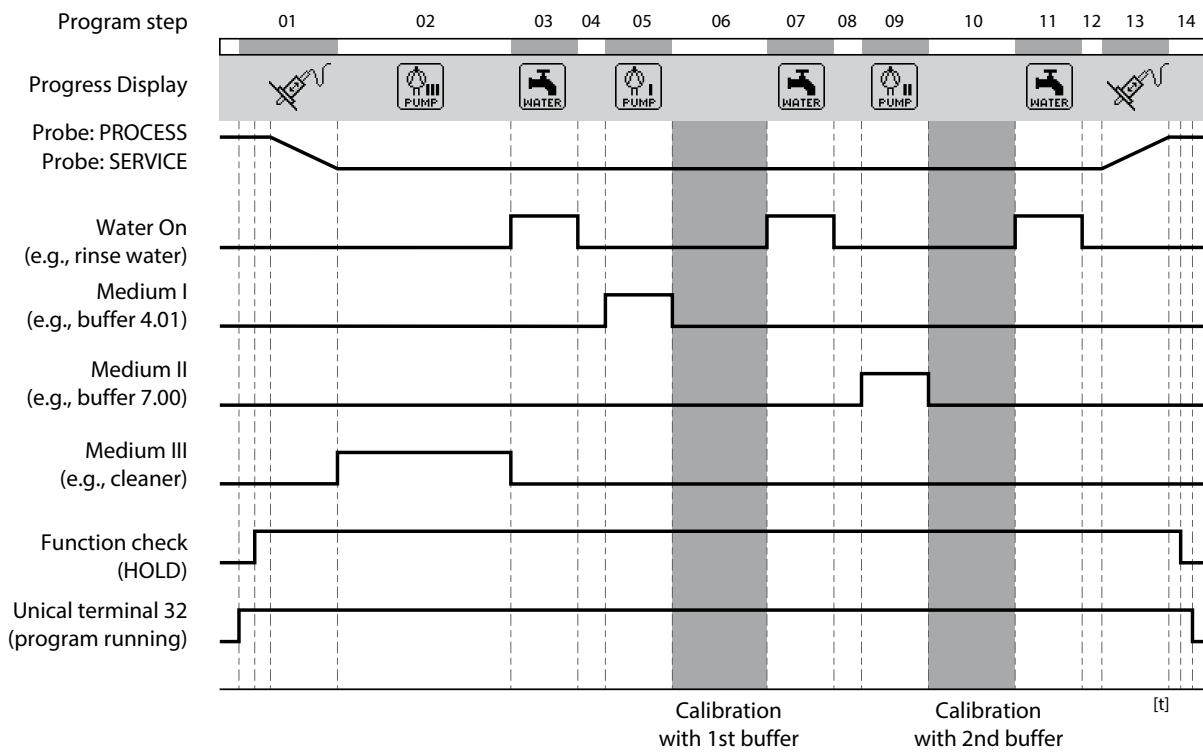 Program step 01 02 03 04 05 06 07 08 09 10 11 12 13 14
Progress Display
III PUMP
WATER
I PUMP
WATER
II PUMP
WATER
Probe: PROCESS
Probe: SERVICE
Water On
(e.g., rinse water)
Medium I
(e.g., buffer 4.01)
Medium II
(e.g., buffer 7.00)
Medium III
(e.g., cleaner)
Function check
(HOLD)
Unical terminal 32
(program running)
[t]
Calibration
with 1st buffer
Calibration
with 2nd buffer